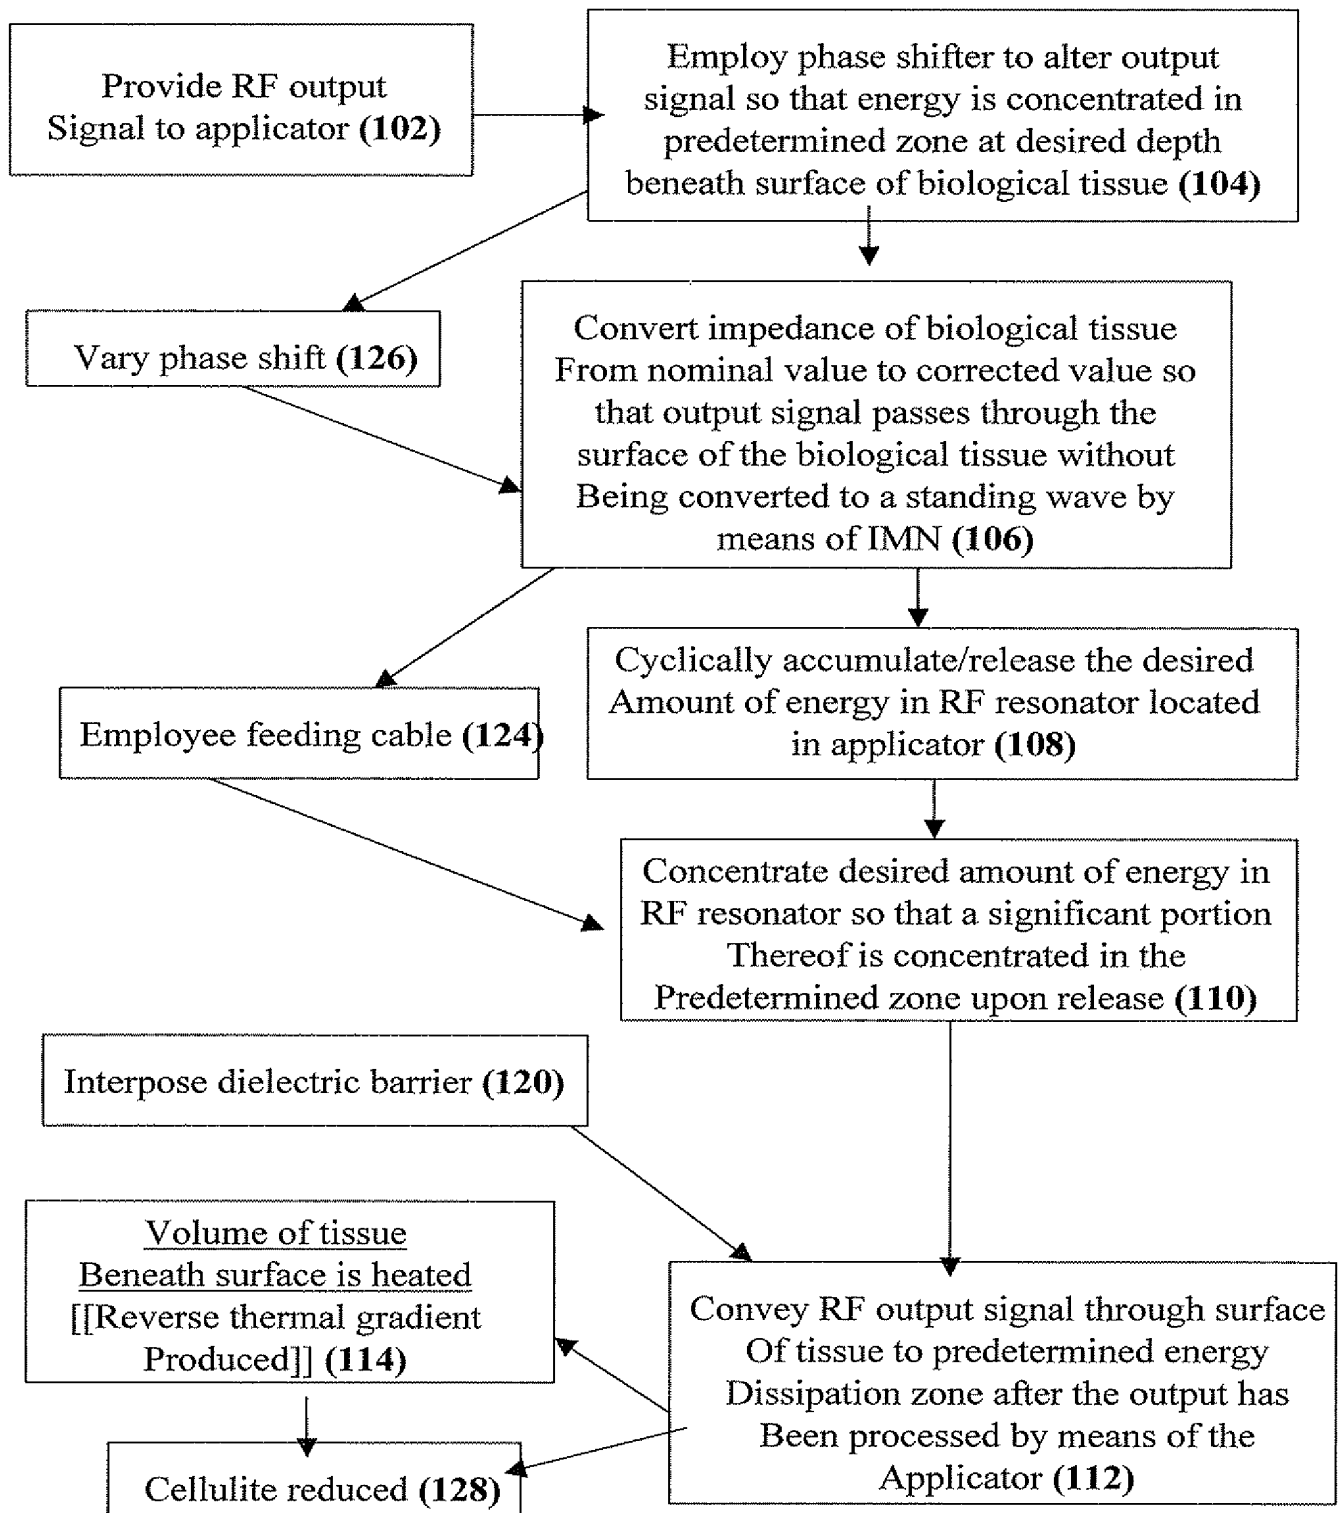 Provide RF output
Signal to applicator (102)
Employ phase shifter to alter output
signal so that energy is concentrated in
predetermined zone at desired depth
beneath surface of biological tissue (104)
Vary phase shift (126)
Convert impedance of biological tissue
From nominal value to corrected value so
that output signal passes through the
surface of the biological tissue without
Being converted to a standing wave by
means of IMN (106)
Employee feeding cable (124)
Cyclically accumulate/release the desired
Amount of energy in RF resonator located
in applicator (108)
Concentrate desired amount of energy in
RF resonator so that a significant portion
Thereof is concentrated in the
Predetermined zone upon release (110)
Interpose dielectric barrier (120)
Volume of tissue
Beneath surface is heated
[[Reverse thermal gradient
Produced]] (114)
Convey RF output signal through surface
Of tissue to predetermined energy
Dissipation zone after the output has
Been processed by means of the
Applicator (112)
Cellulite reduced (128)